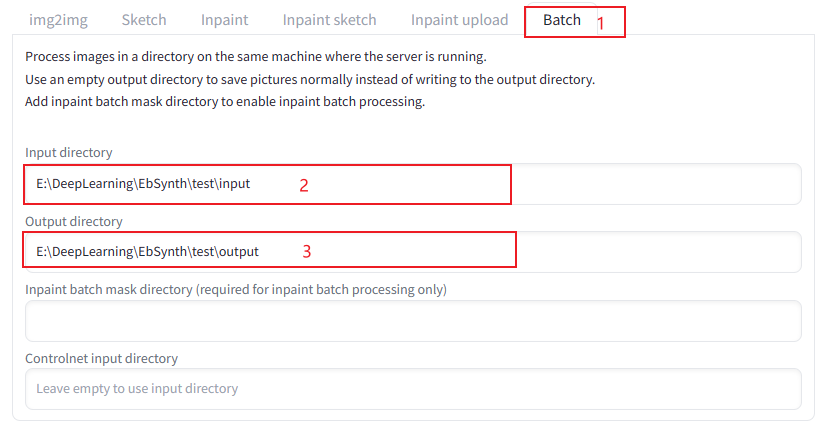 img2img Sketch Inpaint Inpaint sketch Inpaint upload Batch 1
Process images in a directory on the same machine where the server is running.
Use an empty output directory to save pictures normally instead of writing to the output directory.
Add inpaint batch mask directory to enable inpaint batch processing.
Input directory
E:\DeepLearning\EbSynth\test\input 2
Output directory
E:\DeepLearning\EbSynth\test\output 3
Inpaint batch mask directory (required for inpaint batch processing only)
Controlnet input directory
Leave empty to use input directory